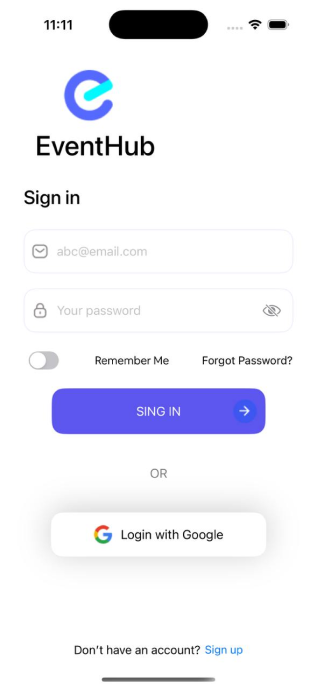 11:11
EventHub
Sign in
abc@email.com
Your password
Remember Me Forgot Password?
SING IN
OR
Login with Google
Don't have an account? Sign up